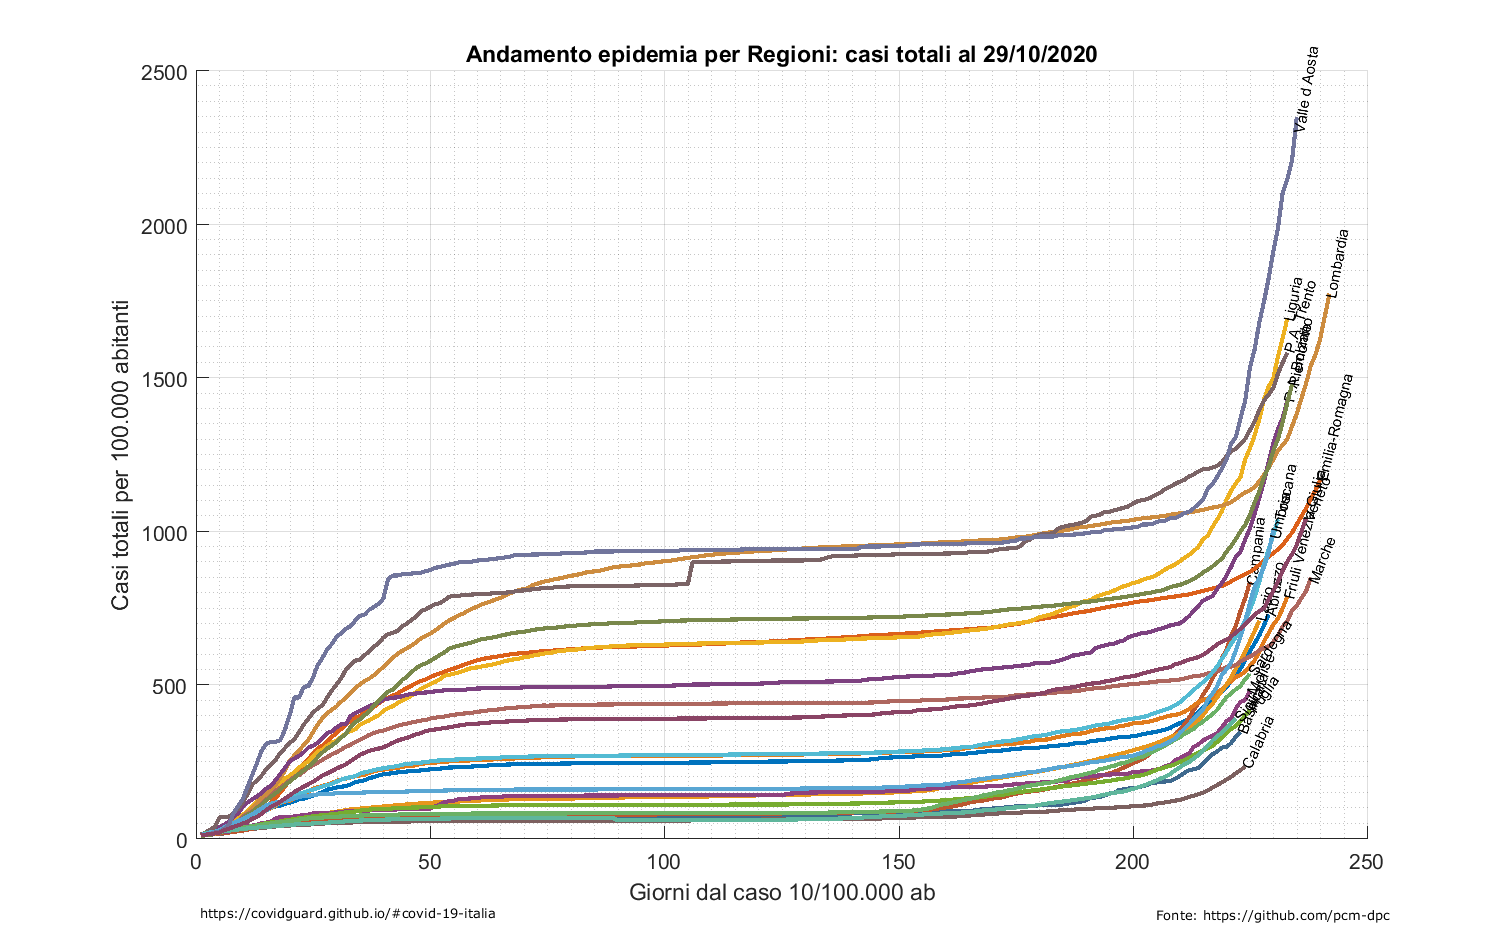 Andamento epidemia per Regioni: casi totali al 29/10/2020
Casi totali per 100.000 abitanti
2500
2000
1500
1000
500
0
0
50
100
150
200
250
Giorni dal caso 10/100.000 ab
Valle d Aosta
Lombardia
Liguria
P.A. Trento
Emilia-Romagna
Veneto
Toscana
Umbria
Campania
Friuli Venezia Giulia
Marche
Abruzzo
Lazio
Sardegna
Molise
Puglia
Calabria
https://covidguard.github.io/#covid-19-italia
Fonte: https://github.com/pcm-dpc